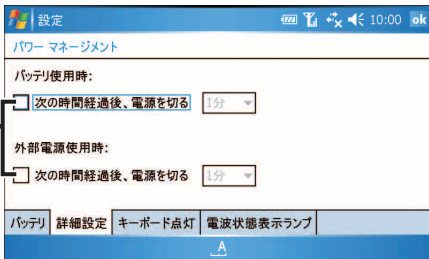 設定 10:00 ok
パワー マネージメント
バッテリ使用時:
次の時間経過後、電源を切る 1分
外部電源使用時:
次の時間経過後、電源を切る 1分
バッテリ 詳細設定 キーボード点灯 電波状態表示ランプ
A